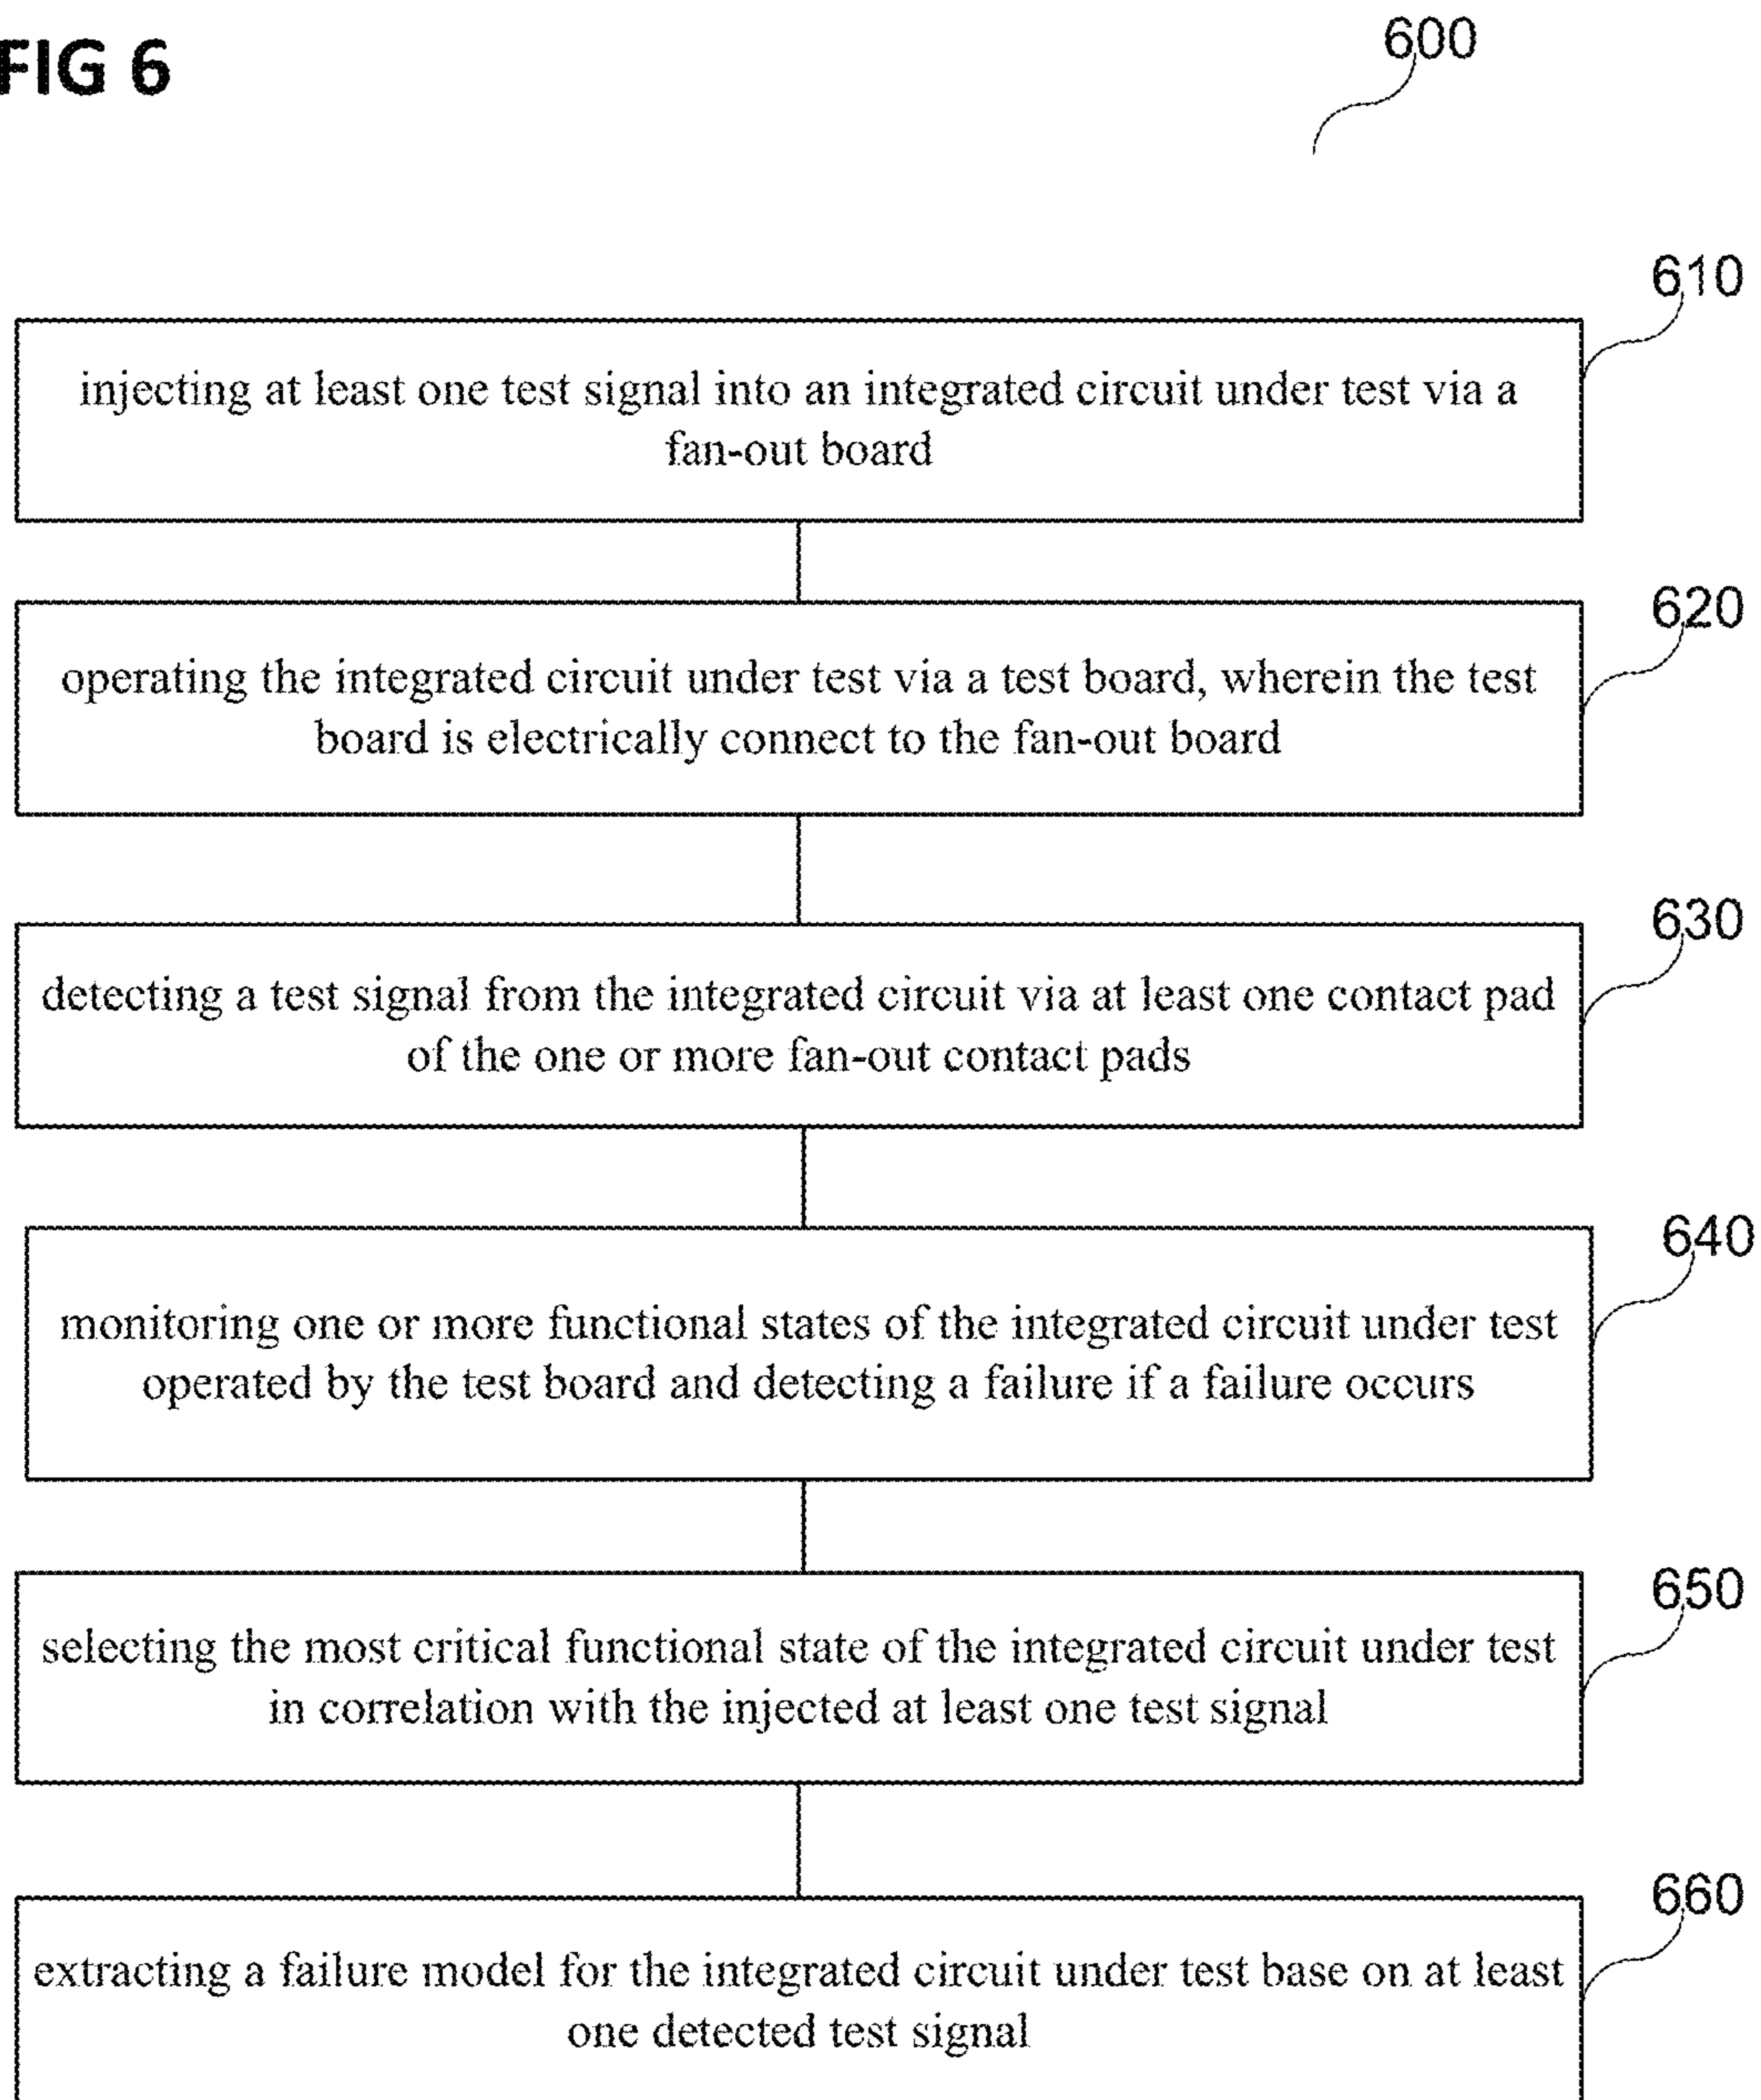 FIG 6
600
610
injecting at least one test signal into an integrated circuit under test via a
fan-out board
620
operating the integrated circuit under test via a test board, wherein the test
board is electrically connect to the fan-out board
630
detecting a test signal from the integrated circuit via at least one contact pad
of the one or more fan-out contact pads
640
monitoring one or more functional states of the integrated circuit under test
operated by the test board and detecting a failure if a failure occurs
650
selecting the most critical functional state of the integrated circuit under test
in correlation with the injected at least one test signal
660
extracting a failure model for the integrated circuit under test base on at least
one detected test signal